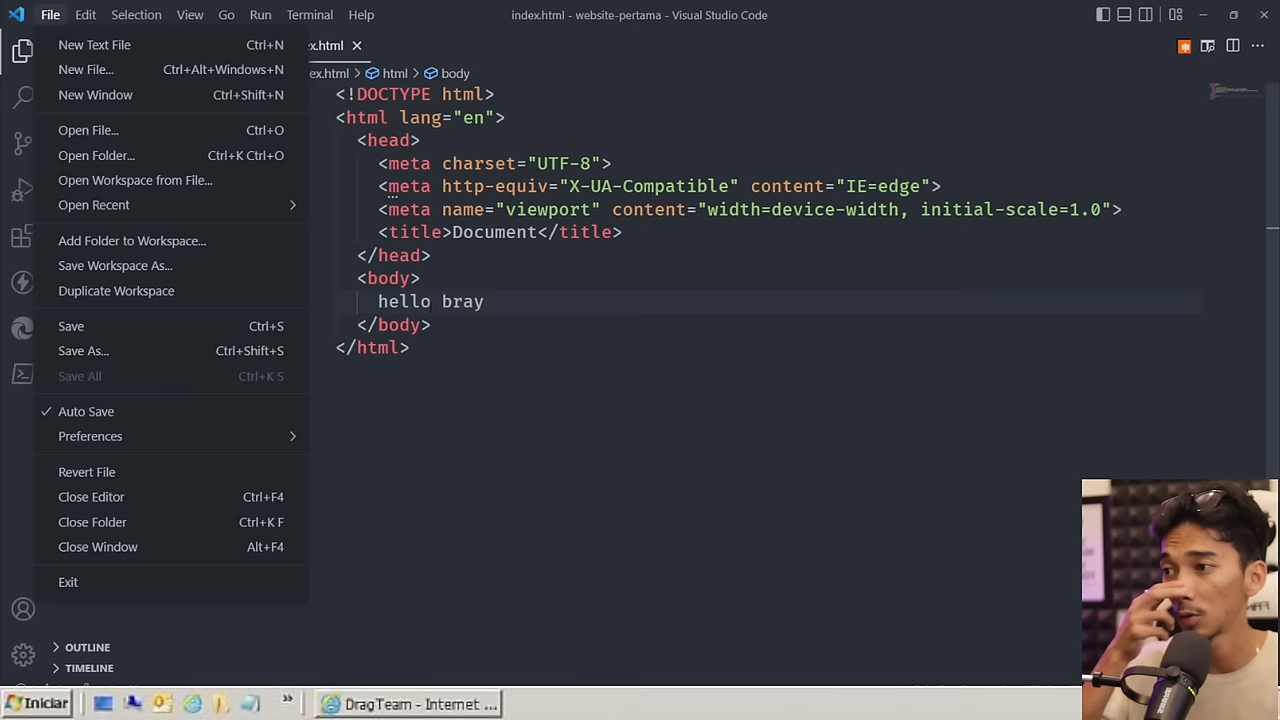 File Edit Selection View Go Run Terminal Help
index.html - website-pertama - Visual Studio Code
New Text File Ctrl+N
New File... Ctrl+Alt+Windows+N
New Window Ctrl+Shift+N
Open File... Ctrl+O
Open Folder... Ctrl+K Ctrl+O
Open Workspace from File...
Open Recent
Add Folder to Workspace...
Save Workspace As...
Duplicate Workspace
Save Ctrl+S
Save As... Ctrl+Shift+S
Save All Ctrl+K S
Auto Save
Preferences
Revert File
Close Editor Ctrl+F4
Close Folder Ctrl+K F
Close Window Alt+F4
Exit
OUTLINE
TIMELINE
ex.html
ex.html > html > body
<!DOCTYPE html>
<html lang="en">
<head>
<meta charset="UTF-8">
<meta http-equiv="X-UA-Compatible" content="IE=edge">
<meta name="viewport" content="width=device-width, initial-scale=1.0">
<title>Document</title>
</head>
<body>
hello bray
</body>
</html>
Iniciar
DragTeam - Internet ...